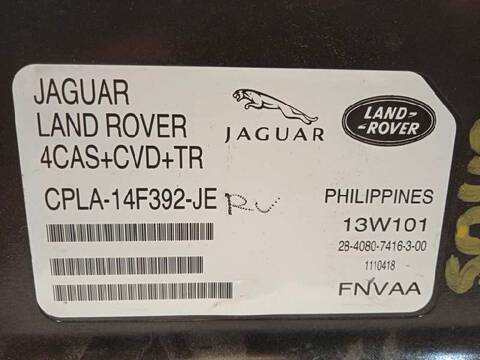 JAGUAR
LAND ROVER
4CAS+CVD+TR
CPLA-14F392-JE
JAGUAR
LAND-
-ROVER
PHILIPPINES
13W101
28-4080-7416-3-00
1110418
FNVAA